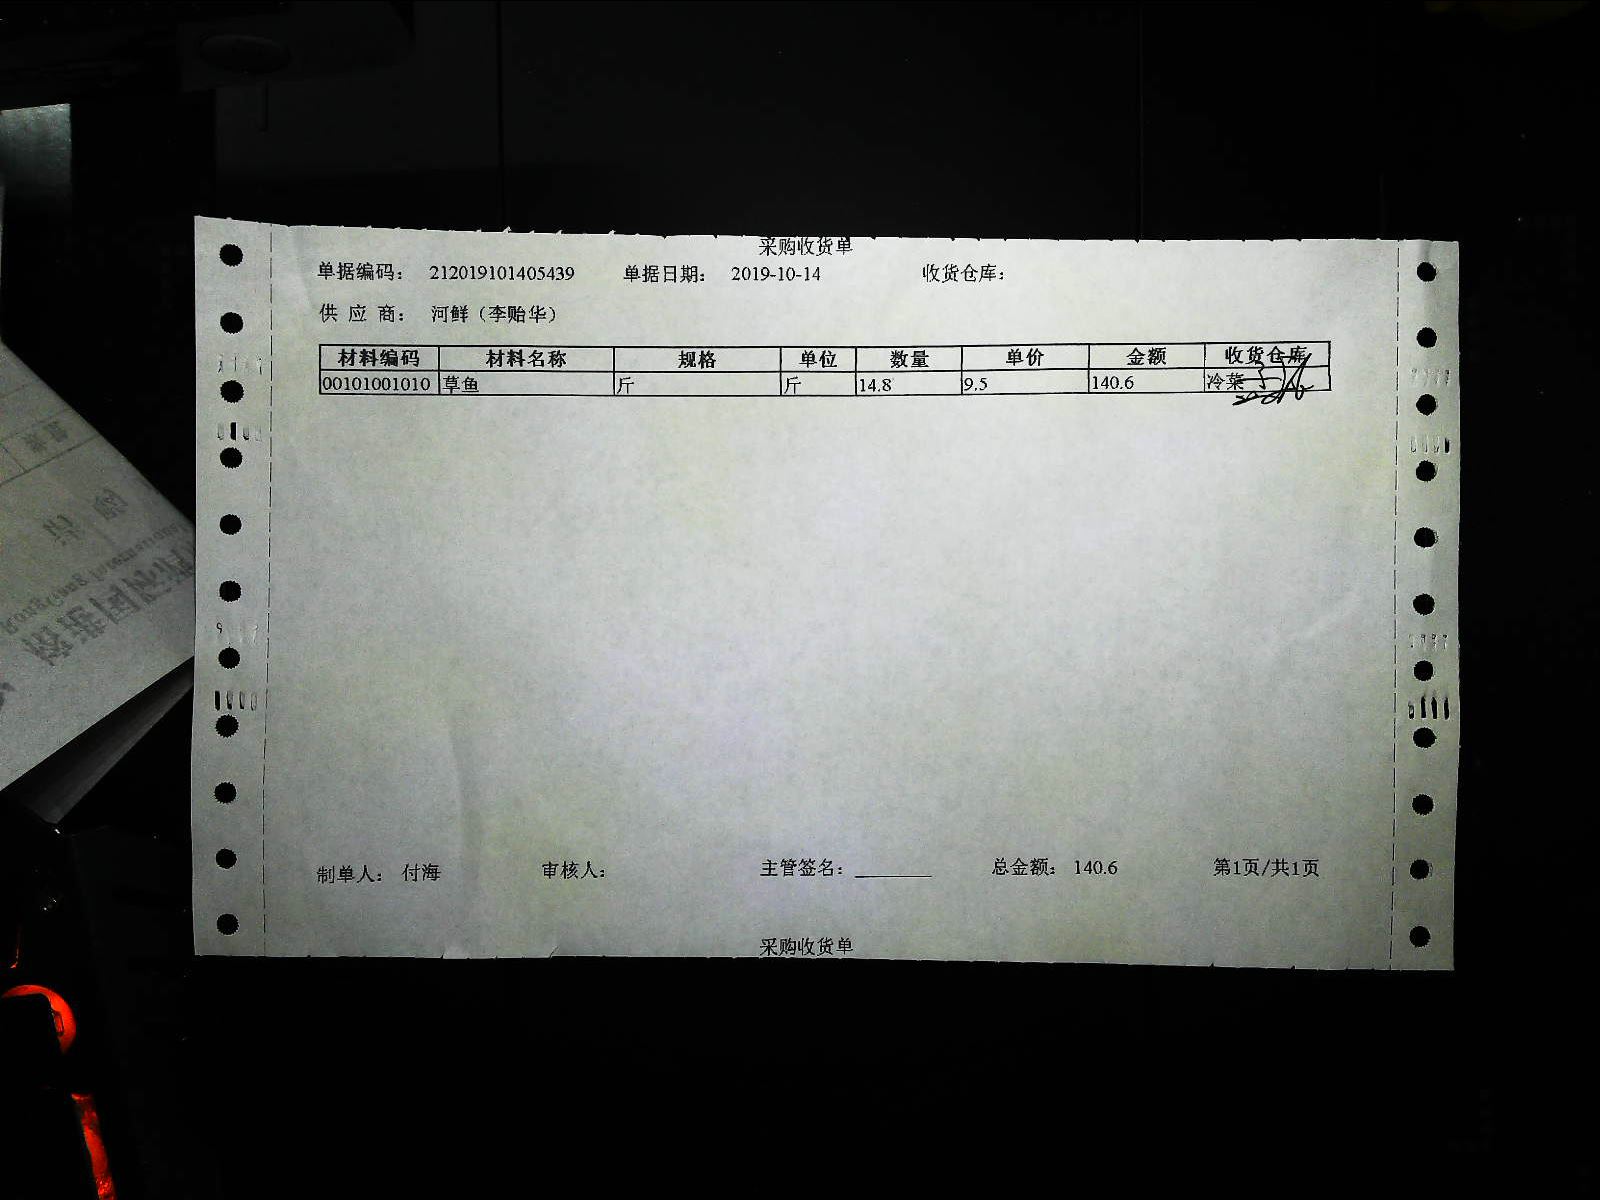 采购收货单
单据编码： 212019101405439 单据日期： 2019-10-14 收货仓库：
供 应 商： 河鲜（李贻华）
材料编码 材料名称 规格 单位 数量 单价 金额 收货仓库
00101001010 草鱼 斤 斤 14.8 9.5 140.6 冷菜
制单人： 付海 审核人： 主管签名： 总金额： 140.6 第1页/共1页
采购收货单